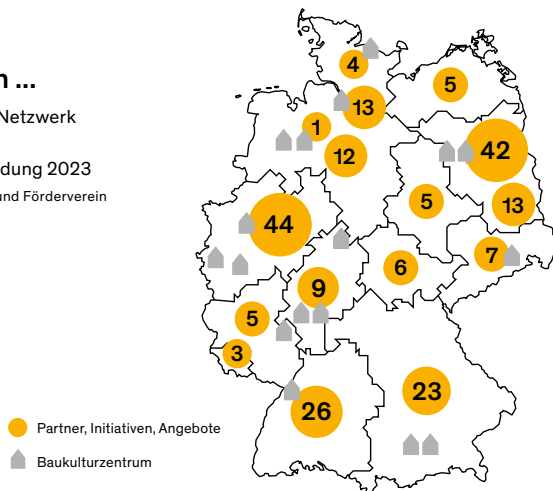 n ...
Netzwerk
dung 2023
und Förderverein
4
5
13
1
12
42
5
13
44
7
6
9
5
3
23
26
Partner, Initiativen, Angebote
Baukulturzentrum